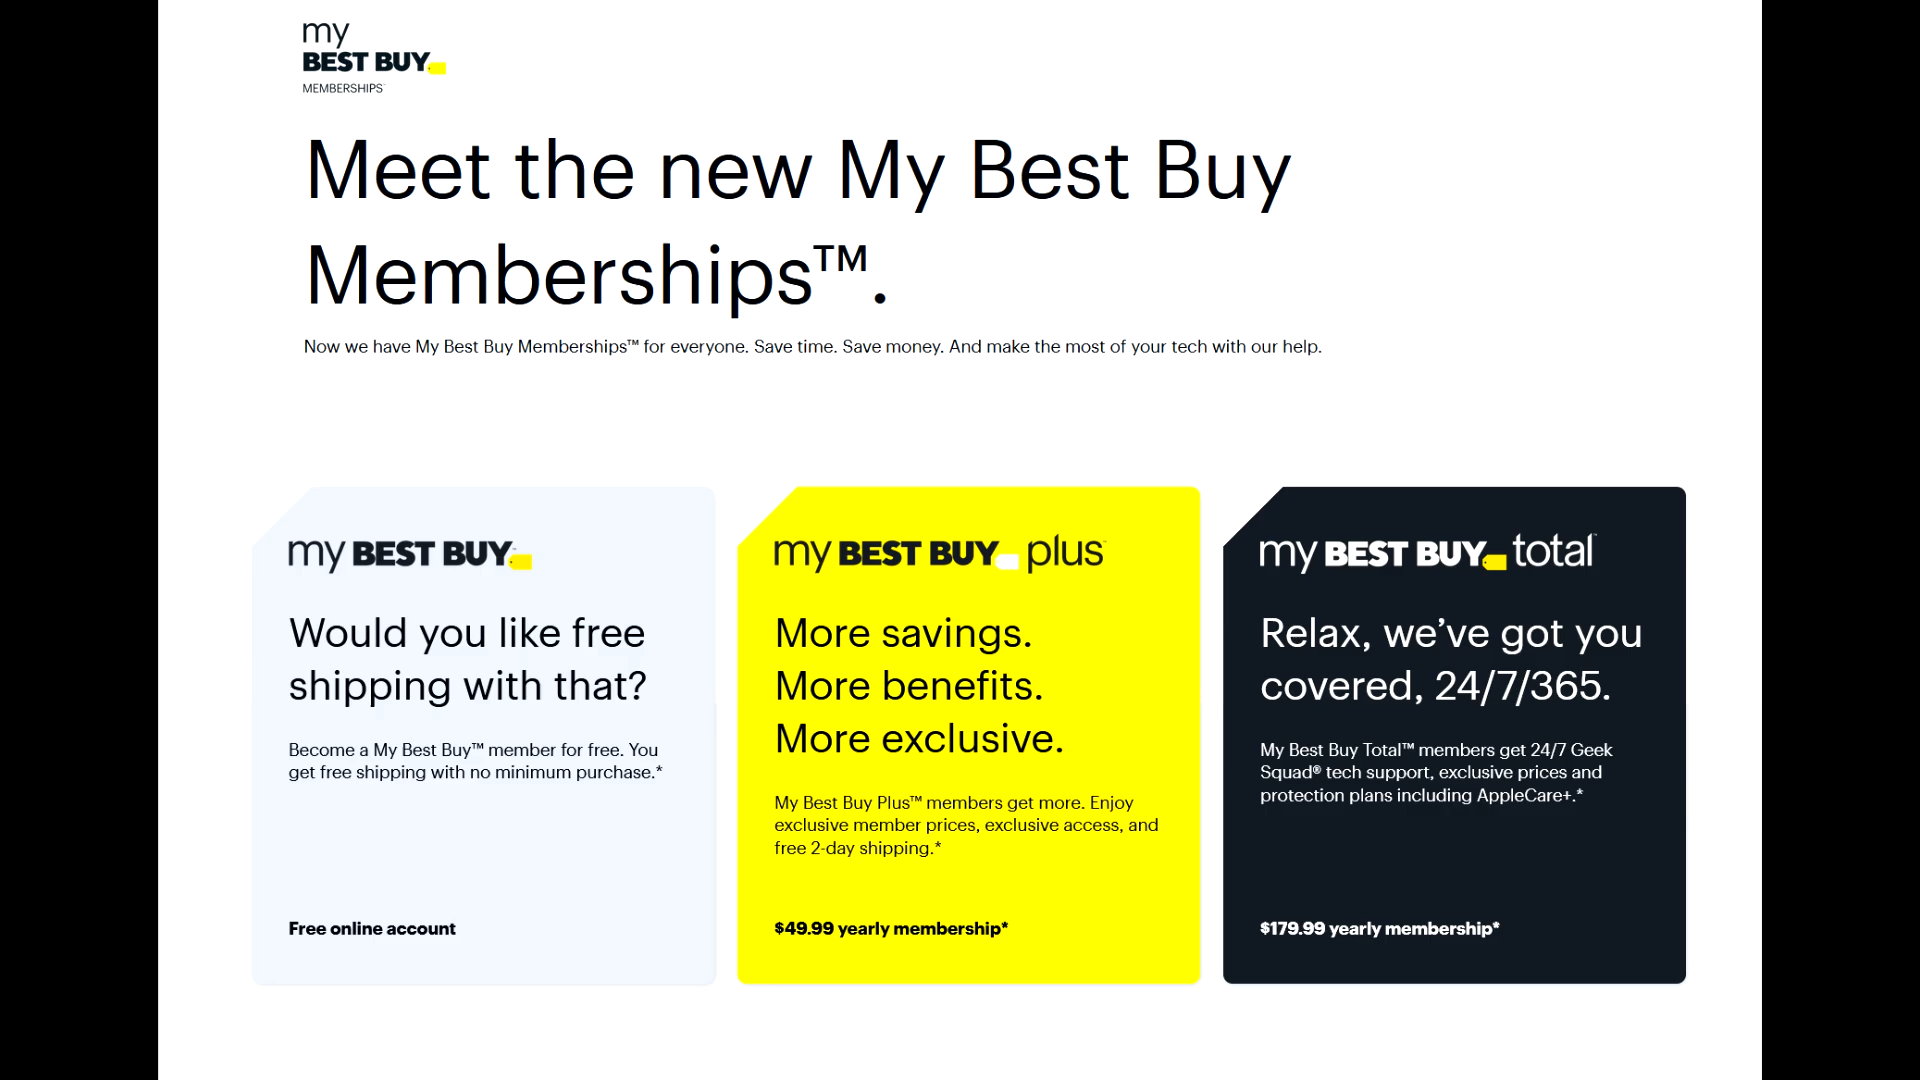 my
BEST BUY
MEMBERSHIPS
Meet the new My Best Buy
Memberships™.
Now we have My Best Buy Memberships™ for everyone. Save time. Save money. And make the most of your tech with our help.
my BEST BUY
Would you like free
shipping with that?
Become a My Best Buy™ member for free. You
get free shipping with no minimum purchase.*
Free online account
my BEST BUY plus
More savings.
More benefits.
More exclusive.
My Best Buy Plus™ members get more. Enjoy
exclusive member prices, exclusive access, and
free 2-day shipping.*
$49.99 yearly membership*
my BEST BUY total
Relax, we’ve got you
covered, 24/7/365.
My Best Buy Total™ members get 24/7 Geek
Squad® tech support, exclusive prices and
protection plans including AppleCare+.*
$179.99 yearly membership*